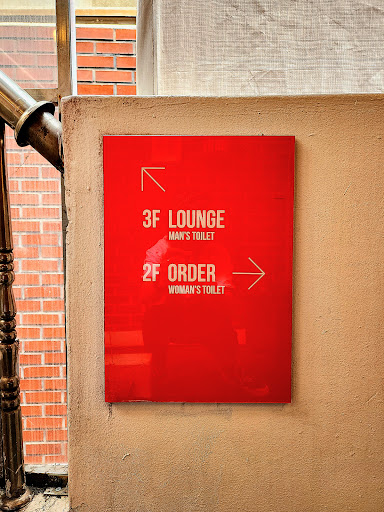 3F LOUNGE
MAN'S TOILET
2F ORDER
WOMAN'S TOILET